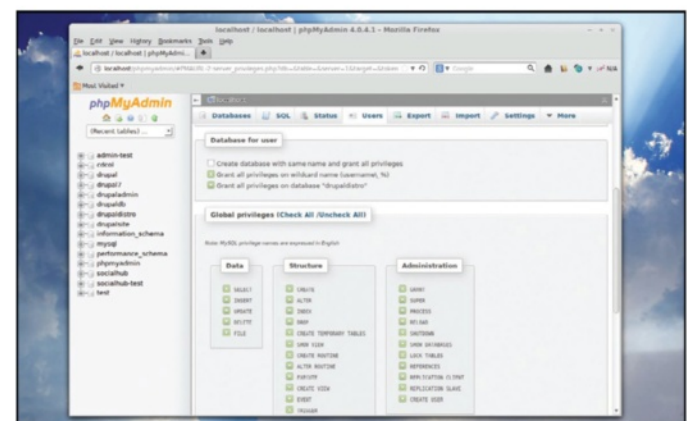 localhost / localhost | phpMyAdmin 4.0.4.1 - Mozilla Firefox
File Edit View History Bookmarks Tools Help
localhost / localhost | phpMyAdmi...
Google
N/A
Most Visited
phpMyAdmin
(Recent tables) ...
admin-test
drupal
drupal7
drupaladmin
drupaldb
drupaldistro
drupalsite
information_schema
mysql
performance_schema
phpmyadmin
socialhub
socialhub-test
test
Databases SQL Status Users Export Import Settings More
Database for user
Create database with same name and grant all privileges
Grant all privileges on wildcard name (username\_%)
Grant all privileges on database "drupaldistro"
Global privileges (Check All /Uncheck All)
Note: MySQL privilege names are expressed in English
Data
SELECT
INSERT
UPDATE
DELETE
FILE
Structure
CREATE
ALTER
INDEX
DROP
CREATE TEMPORARY TABLES
SHOW VIEW
CREATE ROUTINE
ALTER ROUTINE
EXECUTE
CREATE VIEW
EVENT
TRIGGER
Administration
GRANT
SUPER
PROCESS
RELOAD
SHUTDOWN
SHOW DATABASES
LOCK TABLES
REFERENCES
REPLICATION CLIENT
REPLICATION SLAVE
CREATE USER